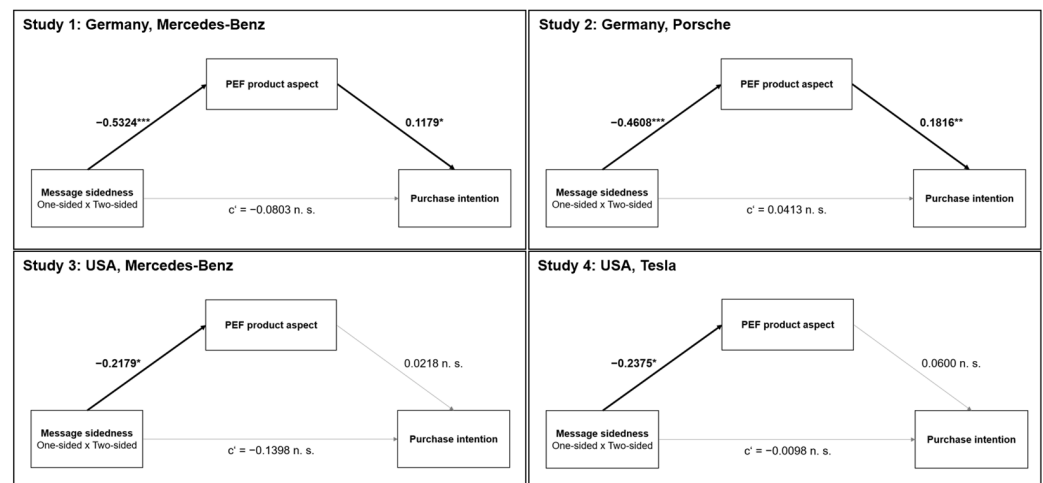 Study 1: Germany, Mercedes-Benz
PEF product aspect
−0.5324***
0.1179*
Message sidedness
One-sided x Two-sided
Purchase intention
c' = −0.0803 n. s.
Study 2: Germany, Porsche
PEF product aspect
−0.4608***
0.1816**
Message sidedness
One-sided x Two-sided
Purchase intention
c' = 0.0413 n. s.
Study 3: USA, Mercedes-Benz
PEF product aspect
−0.2179*
0.0218 n. s.
Message sidedness
One-sided x Two-sided
Purchase intention
c' = −0.1398 n. s.
Study 4: USA, Tesla
PEF product aspect
−0.2375*
0.0600 n. s.
Message sidedness
One-sided x Two-sided
Purchase intention
c' = −0.0098 n. s.